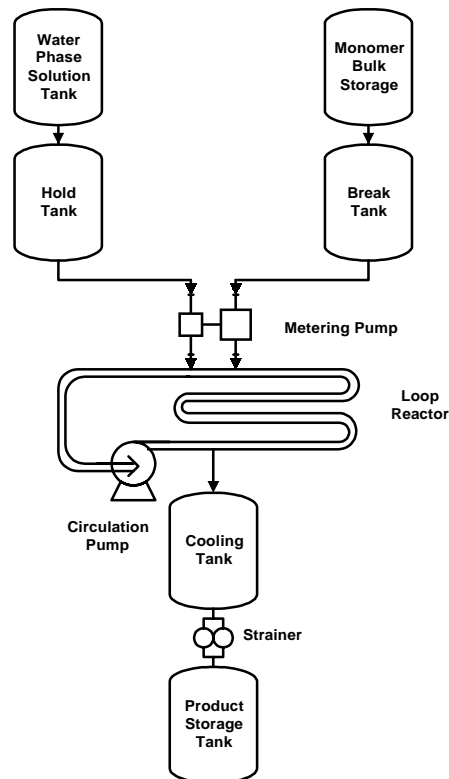 Water
Phase
Solution
Tank
Monomer
Bulk
Storage
Hold
Tank
Break
Tank
Metering Pump
Loop
Reactor
Circulation
Pump
Cooling
Tank
Strainer
Product
Storage
Tank